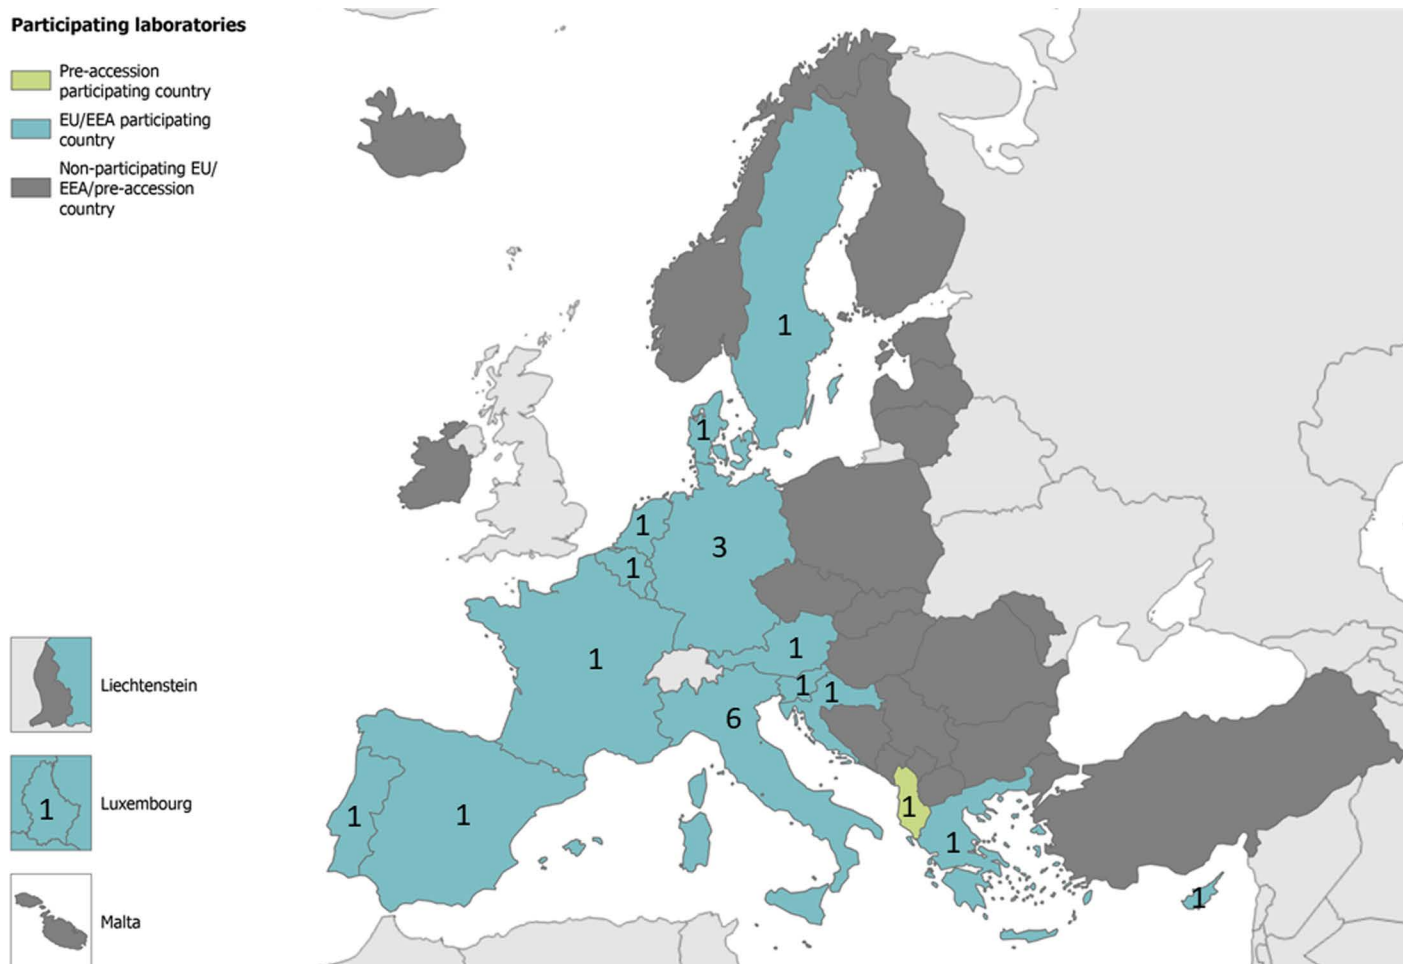 Participating laboratories
Pre-accession
participating country
EU/EEA participating
country
Non-participating EU/
EEA/pre-accession
country
1
1
1
3
1
1
1
1
1
6
1
1
1
1
1
Liechtenstein
1
Luxembourg
Malta